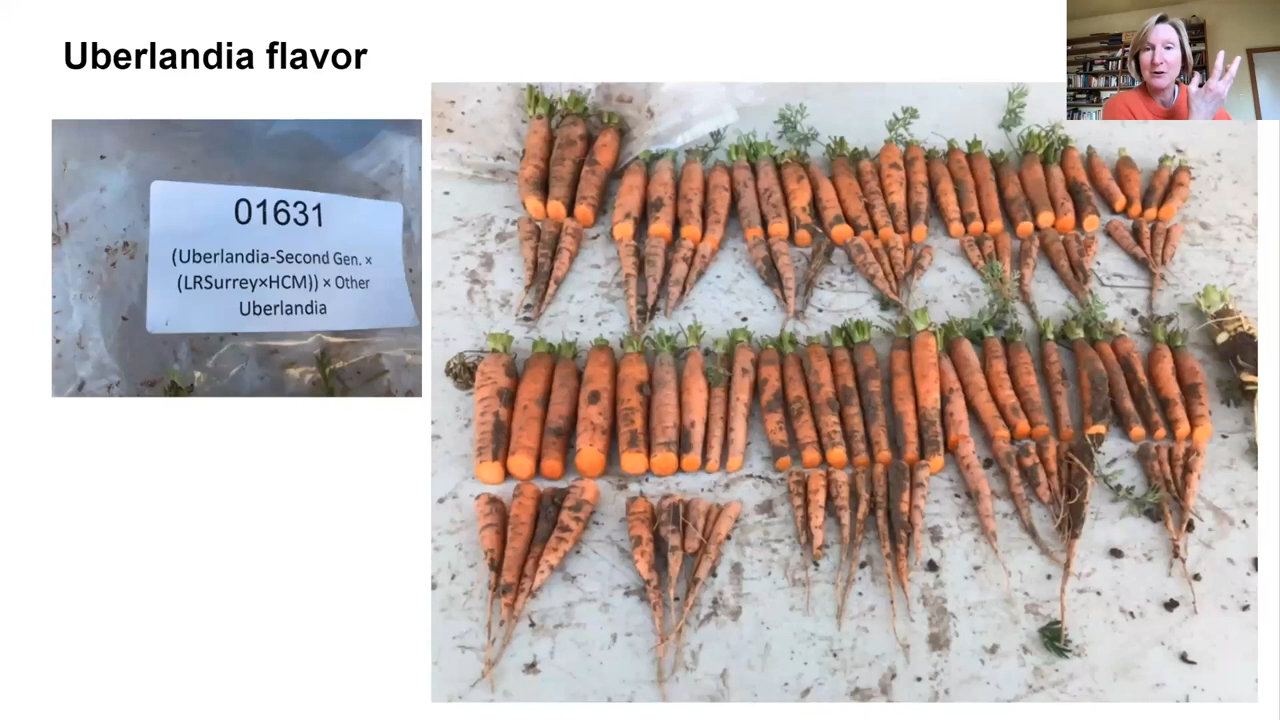 Uberlandia flavor
01631
(Uberlandia-Second Gen. ×
(LRSurrey×HCM)) × Other
Uberlandia